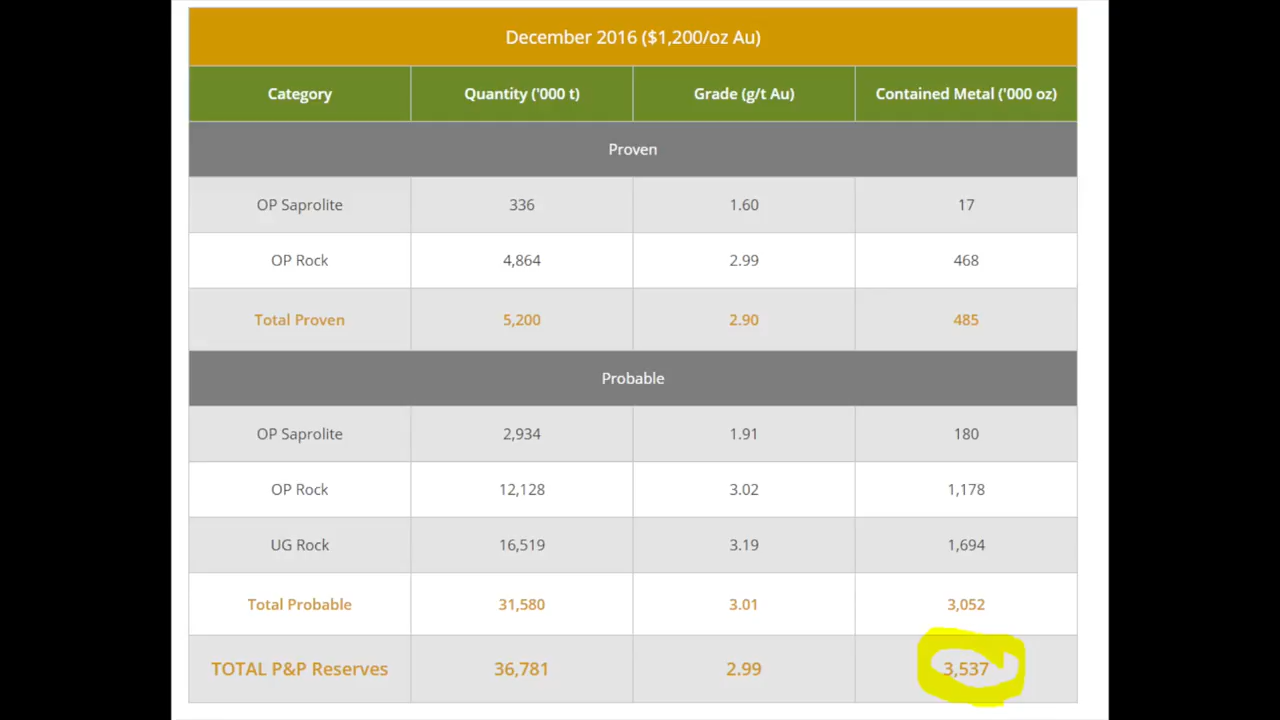 December 2016 ($1,200/oz Au)
Category Quantity ('000 t) Grade (g/t Au) Contained Metal ('000 oz)
Proven
OP Saprolite 336 1.60 17
OP Rock 4,864 2.99 468
Total Proven 5,200 2.90 485
Probable
OP Saprolite 2,934 1.91 180
OP Rock 12,128 3.02 1,178
UG Rock 16,519 3.19 1,694
Total Probable 31,580 3.01 3,052
TOTAL P&P Reserves 36,781 2.99 3,537